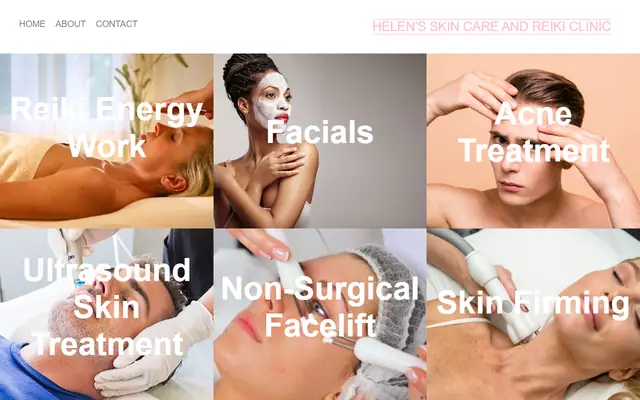 HOME ABOUT CONTACT
HELEN'S SKIN CARE AND REIKI CLINIC
Reiki Energy
Work
Facials
Acne
Treatment
Ultrasound
Skin
Treatment
Non-Surgical
Facelift
Skin Firming